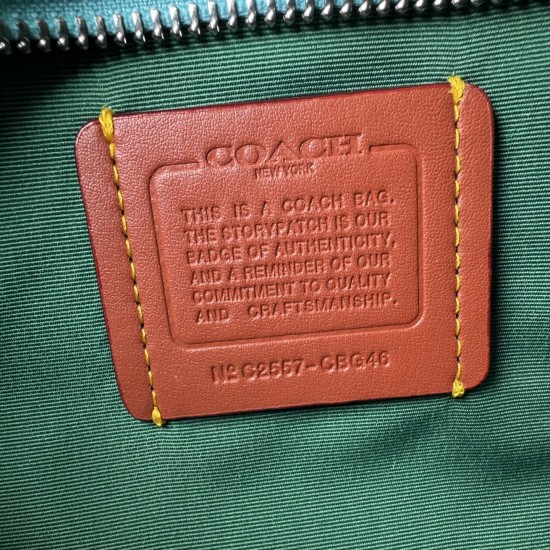 COACH
NEW YORK
THIS IS A COACH BAG.
THE STORYPATCH IS OUR
BADGE OF AUTHENTICITY,
AND A REMINDER OF OUR
COMMITMENT TO QUALITY
AND CRAFTSMANSHIP.
Nº C2557-CBG46